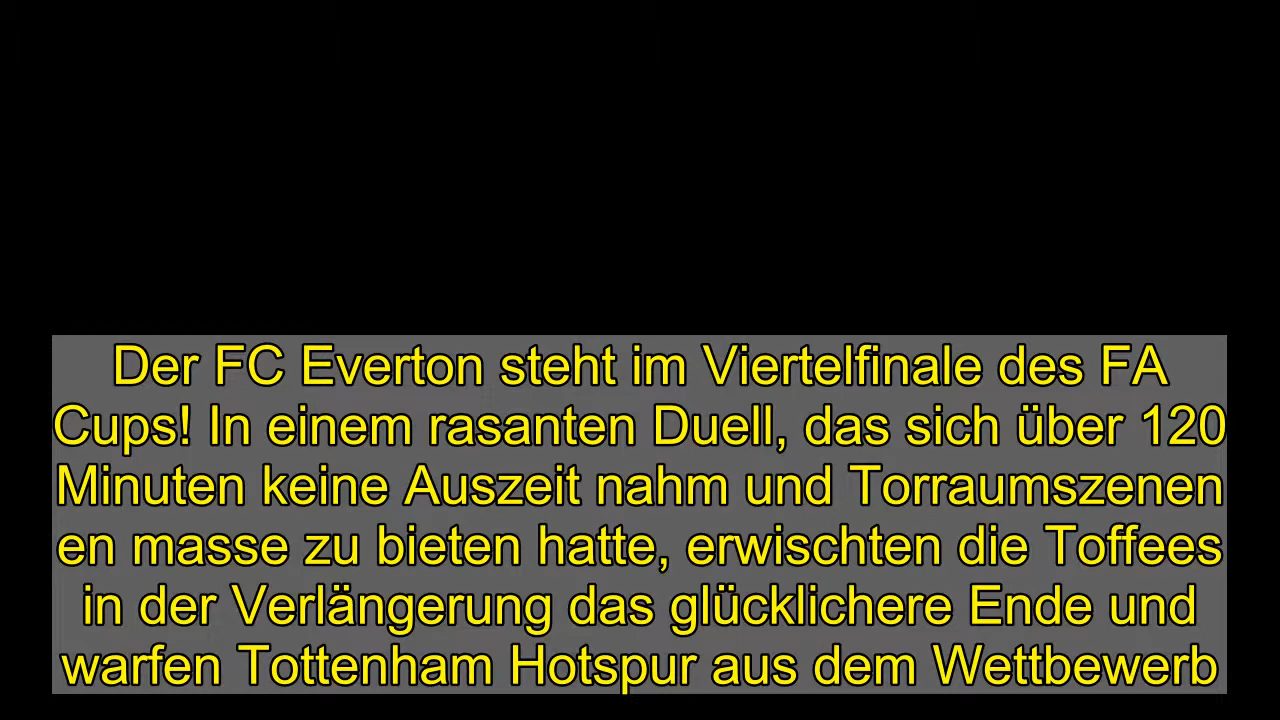 Der FC Everton steht im Viertelfinale des FA
Cups! In einem rasanten Duell, das sich über 120
Minuten keine Auszeit nahm und Torraumszenen
en masse zu bieten hatte, erwischten die Toffees
in der Verlängerung das glücklichere Ende und
warfen Tottenham Hotspur aus dem Wettbewerb